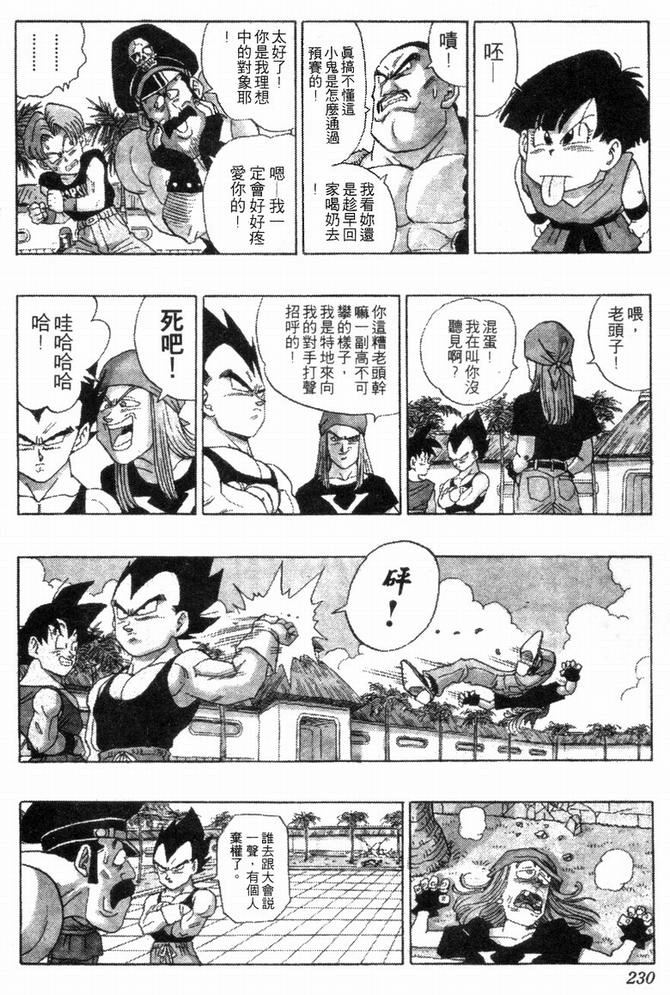 呸—
嘖！
真搞不懂這
小鬼是怎麼通過
預賽的！
我看妳還
是趁早回
家喝奶去
！
太好了！
你是我理想
中的對象耶
！
嗯—我一
定會好好疼
愛你的！
………
………
喂，
老頭子！
混蛋！
我在叫你沒
聽見啊？
你這糟老頭幹
嘛一副高不可
攀的樣子，
我是特地來向
我的對手打聲
招呼的！
死吧！
哇哈哈哈
哈！
砰！
誰去跟大會說
一聲，有個人
棄權了。
230